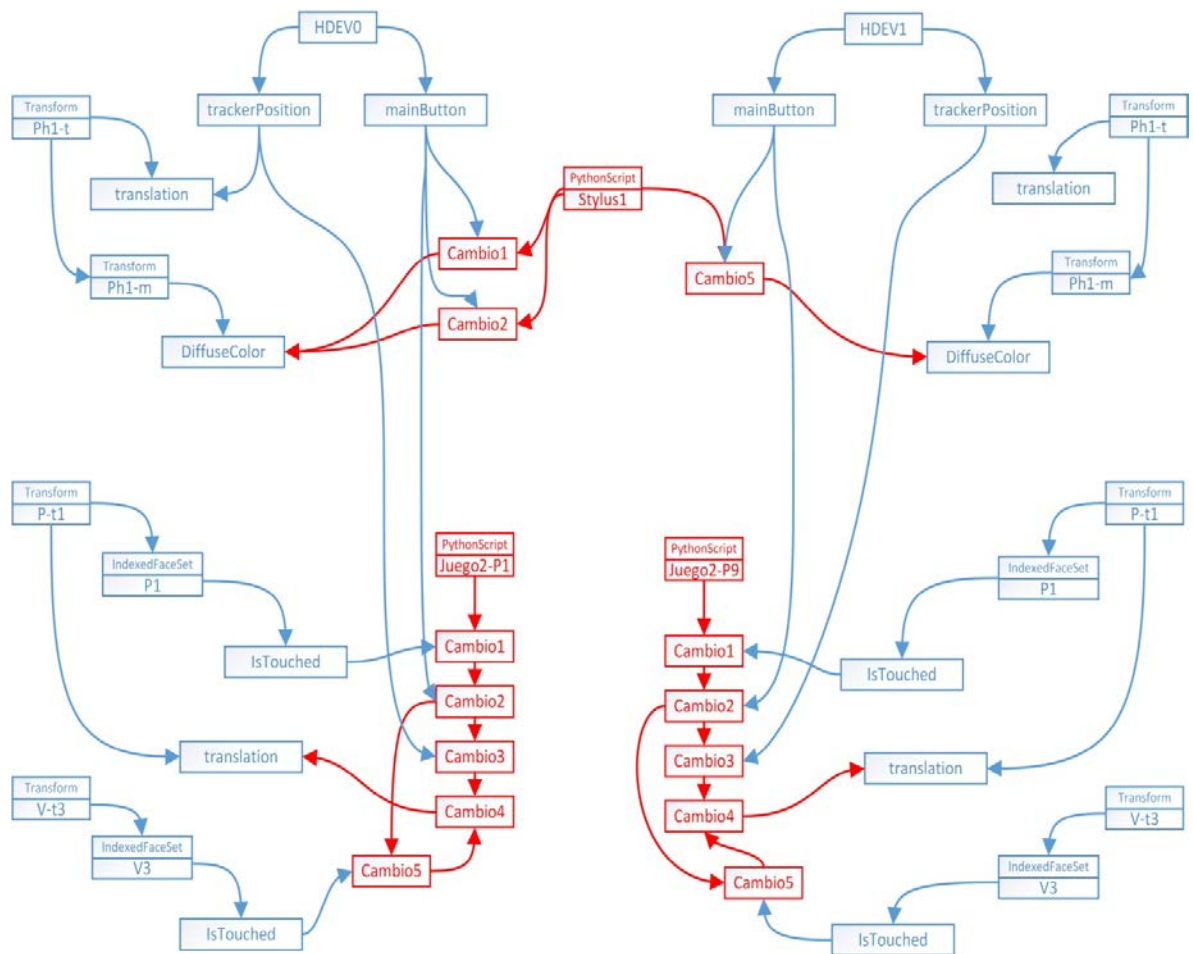 HDEV0
HDEV1
trackerPosition
mainButton
mainButton
trackerPosition
Transform
Ph1-t
Transform
Ph1-t
translation
PythonScript
Stylus1
translation
Cambio1
Transform
Ph1-m
Cambio5
Transform
Ph1-m
Cambio2
DiffuseColor
DiffuseColor
Transform
P-t1
Transform
P-t1
IndexedFaceSet
P1
PythonScript
Juego2-P1
PythonScript
Juego2-P9
IndexedFaceSet
P1
IsTouched
Cambio1
Cambio1
IsTouched
Cambio2
Cambio2
translation
Cambio3
Cambio3
translation
Transform
V-t3
Cambio4
Cambio4
Transform
V-t3
IndexedFaceSet
V3
Cambio5
Cambio5
IndexedFaceSet
V3
IsTouched
IsTouched